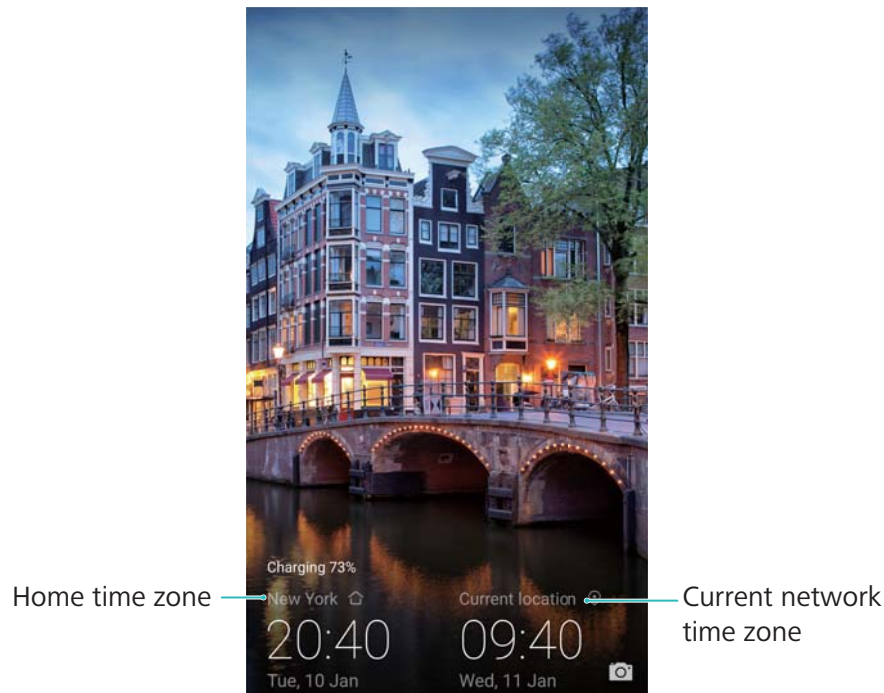 Charging 73%
Home time zone
New York
Current location
Current network
time zone
20:40
09:40
Tue, 10 Jan
Wed, 11 Jan